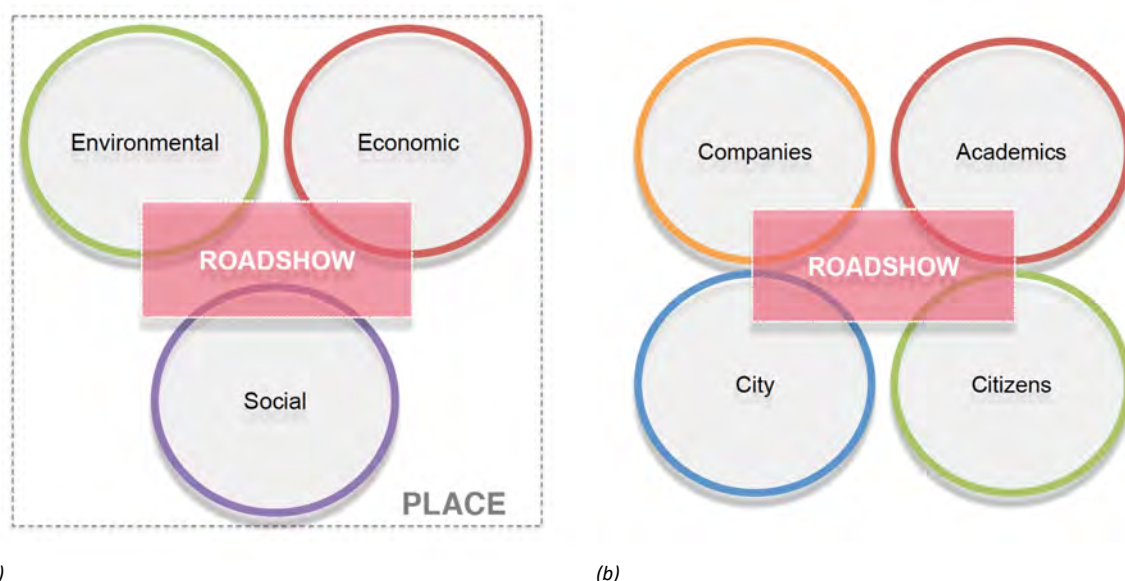 Environmental
Economic
ROADSHOW
Social
PLACE
Companies
Academics
ROADSHOW
City
Citizens
)
(b)